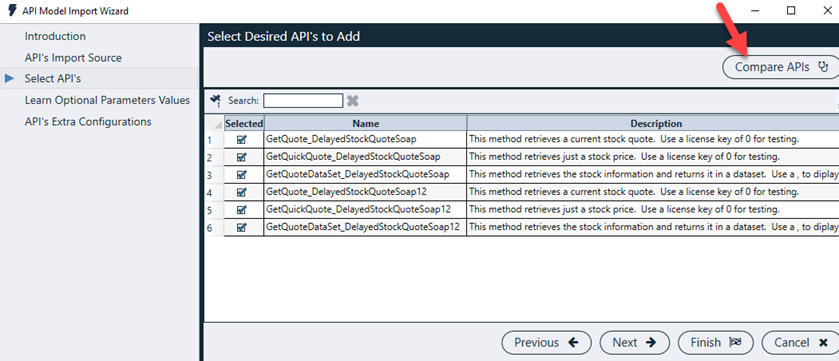 API Model Import Wizard
Introduction
API's Import Source
Select API's
Learn Optional Parameters Values
API's Extra Configurations
Select Desired API's to Add
Compare APIs
Search:
Selected Name Description
1 GetQuote_DelayedStockQuoteSoap This method retrieves a current stock quote. Use a license key of 0 for testing.
2 GetQuickQuote_DelayedStockQuoteSoap This method retrieves just a stock price. Use a license key of 0 for testing.
3 GetQuoteDataSet_DelayedStockQuoteSoap This method retrieves the stock information and returns it in a dataset. Use a , to diplay
4 GetQuote_DelayedStockQuoteSoap12 This method retrieves a current stock quote. Use a license key of 0 for testing.
5 GetQuickQuote_DelayedStockQuoteSoap12 This method retrieves just a stock price. Use a license key of 0 for testing.
6 GetQuoteDataSet_DelayedStockQuoteSoap12 This method retrieves the stock information and returns it in a dataset. Use a , to diplay
Previous Next Finish Cancel